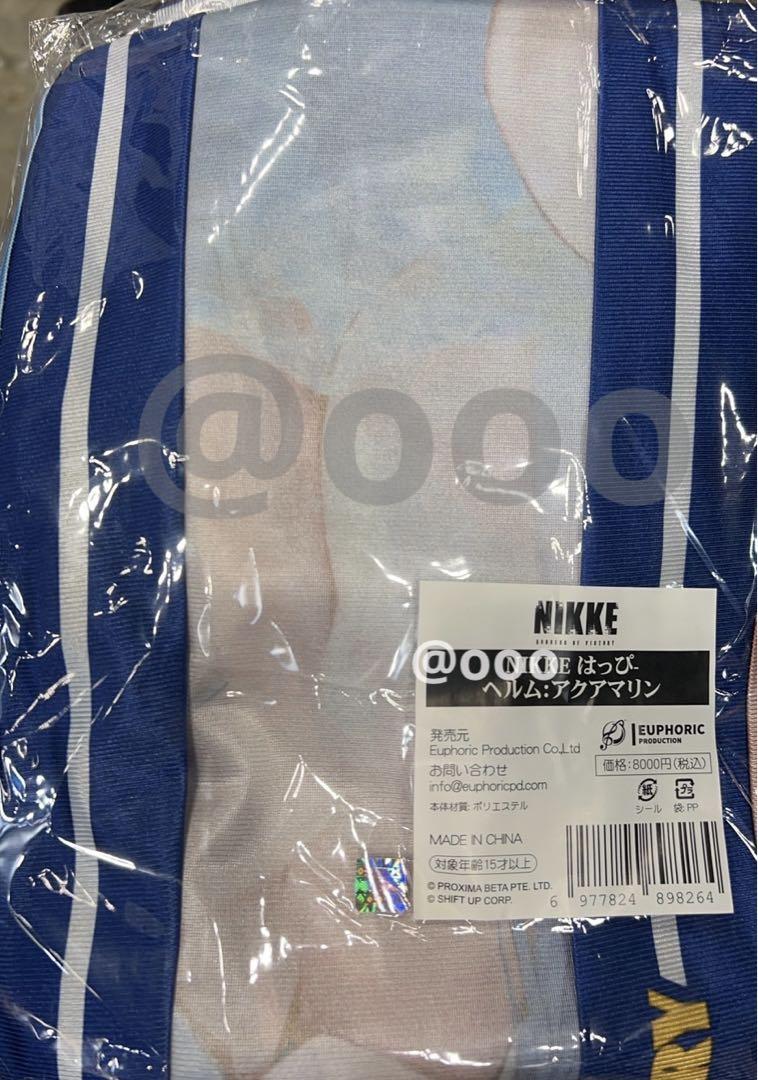 @ooo
NIKKE
GODDESS OF VICTORY
@ooo
NIKKE はっぴ-
ヘルム:アクアマリン
発売元
Euphoric Production Co.,Ltd
EUPHORIC
PRODUCTION
お問い合わせ
info@euphoricpd.com
価格:8000円(税込)
本体材質: ポリエステル
紙
プラ
シール
袋: PP
MADE IN CHINA
対象年齢15才以上
© PROXIMA BETA PTE. LTD.
© SHIFT UP CORP.
6 977824 898264
RY